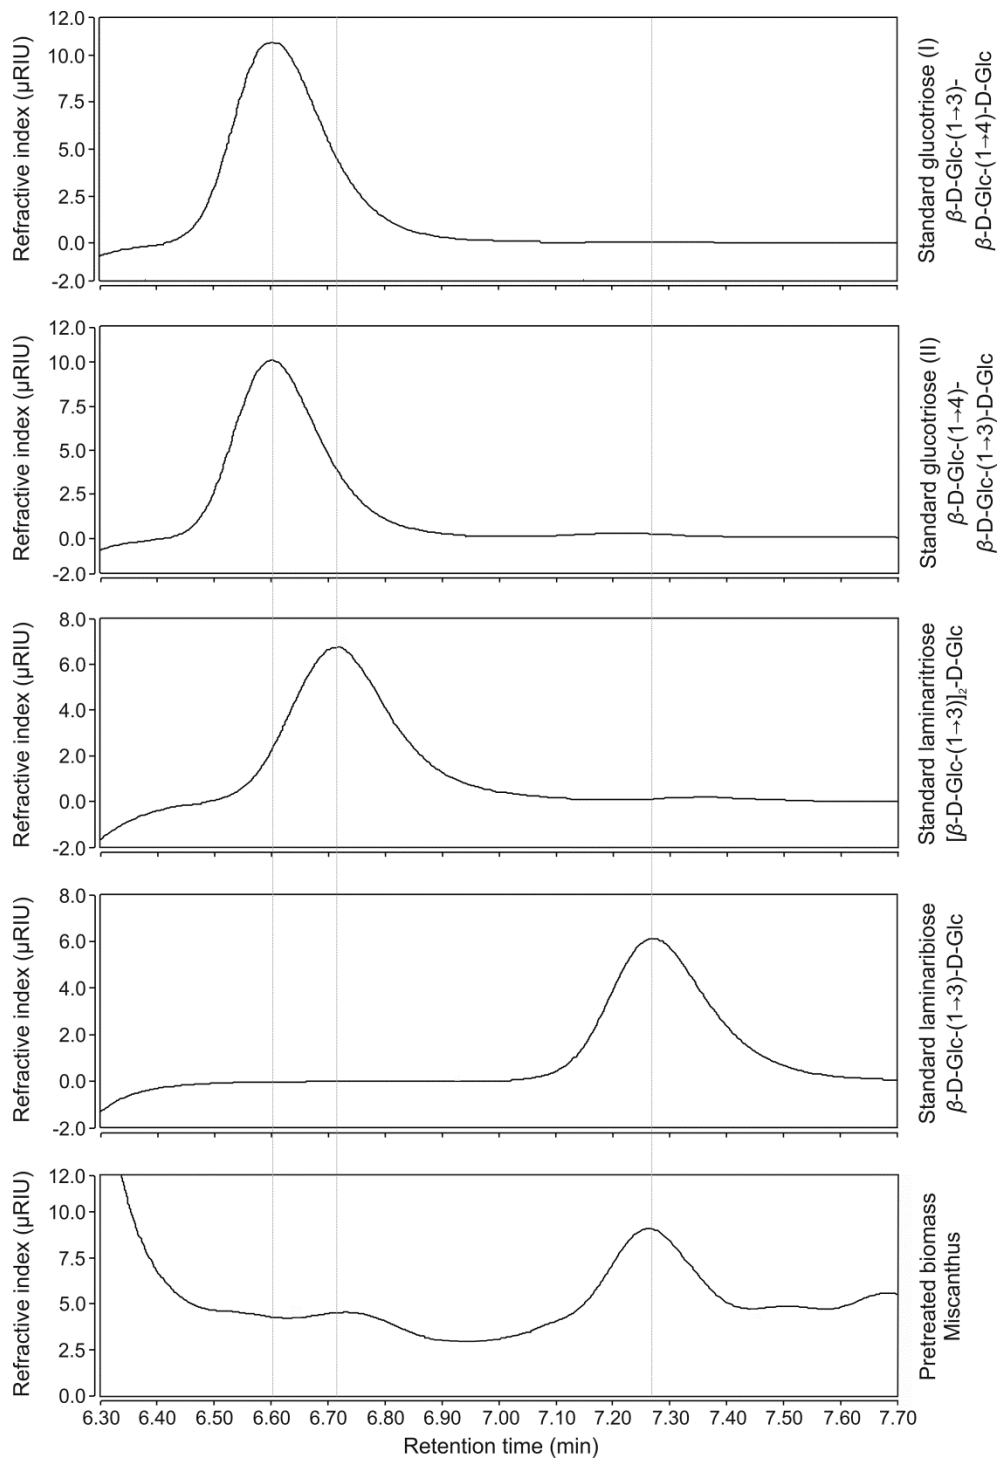 12.0
10.0
7.5
5.0
2.5
0.0
-2.0
Refractive index (µRIU)
Standard glucotriose (I)
β-D-Glc-(1→3)-
β-D-Glc-(1→4)-D-Glc
12.0
10.0
7.5
5.0
2.5
0.0
-2.0
Refractive index (µRIU)
Standard glucotriose (II)
β-D-Glc-(1→4)-
β-D-Glc-(1→3)-D-Glc
8.0
6.0
4.0
2.0
0.0
-2.0
Refractive index (µRIU)
Standard laminaritriose
[β-D-Glc-(1→3)]₂-D-Glc
8.0
6.0
4.0
2.0
0.0
-2.0
Refractive index (µRIU)
Standard laminaribiose
β-D-Glc-(1→3)-D-Glc
12.0
10.0
7.5
5.0
2.5
0.0
Refractive index (µRIU)
Pretreated biomass
Miscanthus
6.30 6.40 6.50 6.60 6.70 6.80 6.90 7.00 7.10 7.20 7.30 7.40 7.50 7.60 7.70
Retention time (min)